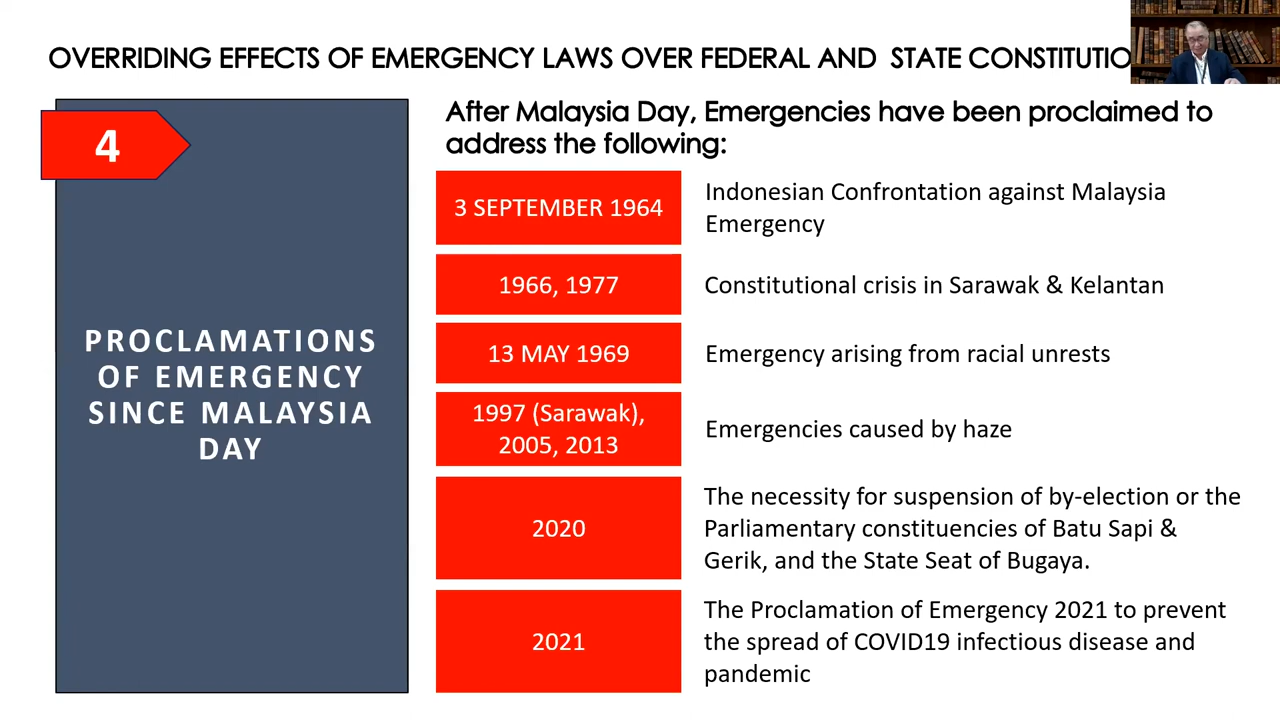 OVERRIDING EFFECTS OF EMERGENCY LAWS OVER FEDERAL AND STATE
4
PROCLAMATIONS
OF EMERGENCY
SINCE MALAYSIA
DAY
After Malaysia Day, Emergencies have been proclaimed to
address the following:
3 SEPTEMBER 1964
Indonesian Confrontation against Malaysia
Emergency
1966, 1977
Constitutional crisis in Sarawak & Kelantan
13 MAY 1969
Emergency arising from racial unrests
1997 (Sarawak),
2005, 2013
Emergencies caused by haze
2020
The necessity for suspension of by-election or the
Parliamentary constituencies of Batu Sapi &
Gerik, and the State Seat of Bugaya.
2021
The Proclamation of Emergency 2021 to prevent
the spread of COVID19 infectious disease and
pandemic